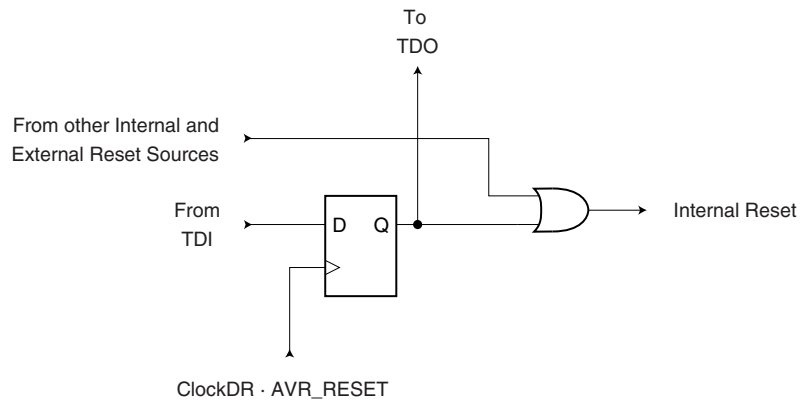 To
TDO
From other Internal and
External Reset Sources
From
TDI
D
Q
Internal Reset
ClockDR · AVR_RESET